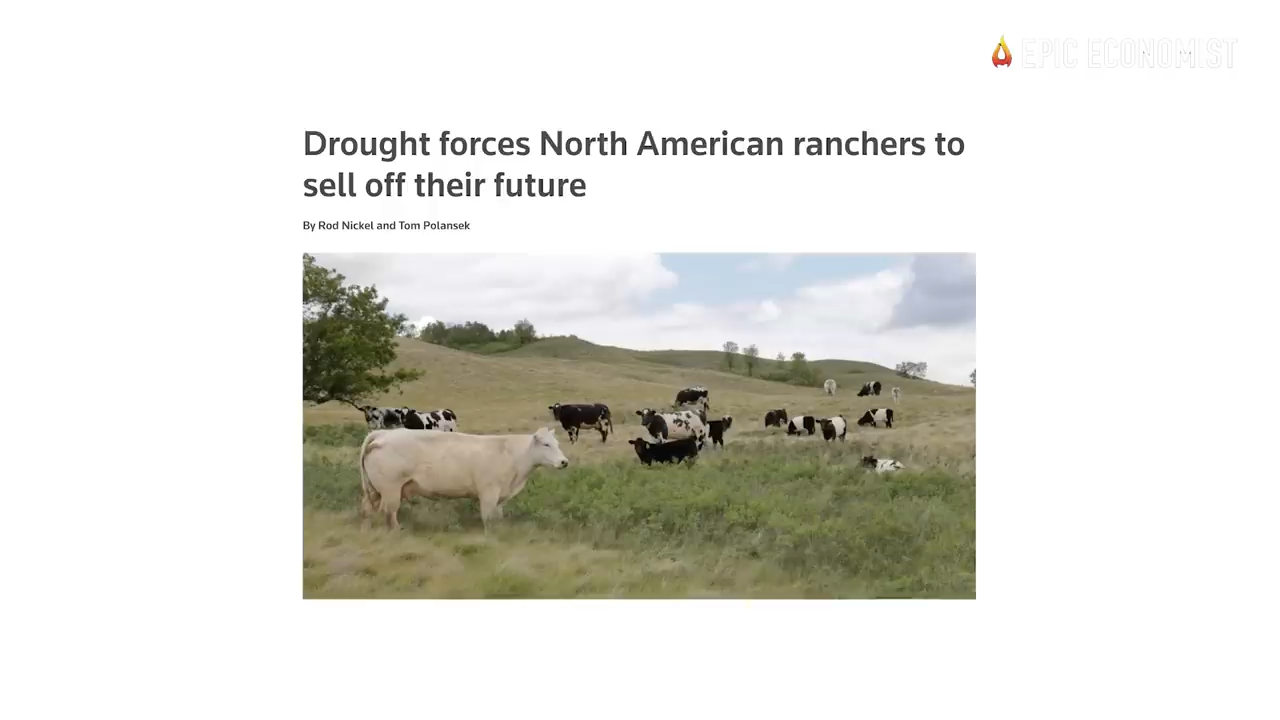 EPIC ECONOMIST
Drought forces North American ranchers to
sell off their future
By Rod Nickel and Tom Polansek